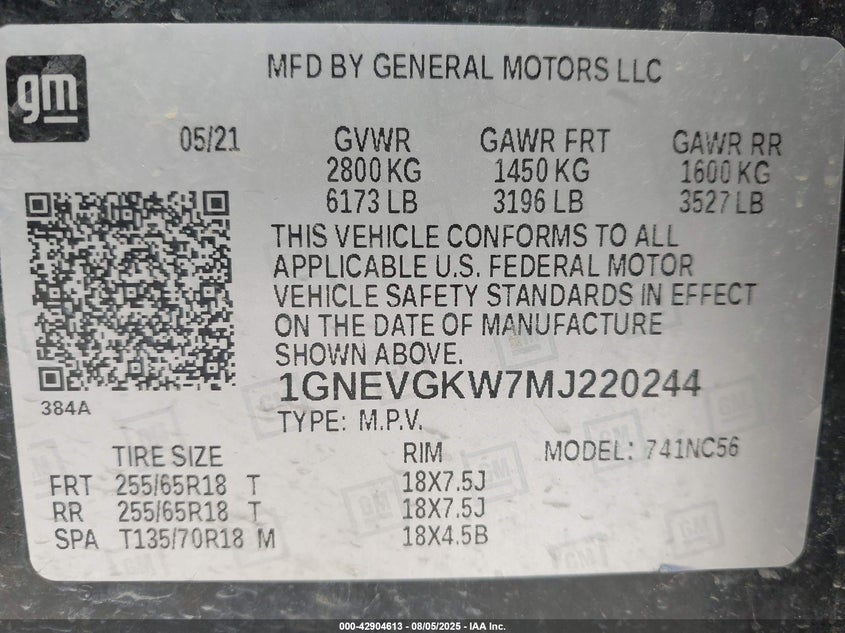 gm
MFD BY GENERAL MOTORS LLC
05/21 GVWR GAWR FRT GAWR RR
2800 KG 1450 KG 1600 KG
6173 LB 3196 LB 3527 LB
THIS VEHICLE CONFORMS TO ALL
APPLICABLE U.S. FEDERAL MOTOR
VEHICLE SAFETY STANDARDS IN EFFECT
ON THE DATE OF MANUFACTURE
SHOWN ABOVE.
384A
1GNEVGKW7MJ220244
TYPE: M.P.V.
TIRE SIZE RIM MODEL: 741NC56
FRT 255/65R18 T 18X7.5J
RR 255/65R18 T 18X7.5J
SPA T135/70R18 M 18X4.5B
000-42904613 - 08/05/2025 - IAA Inc.